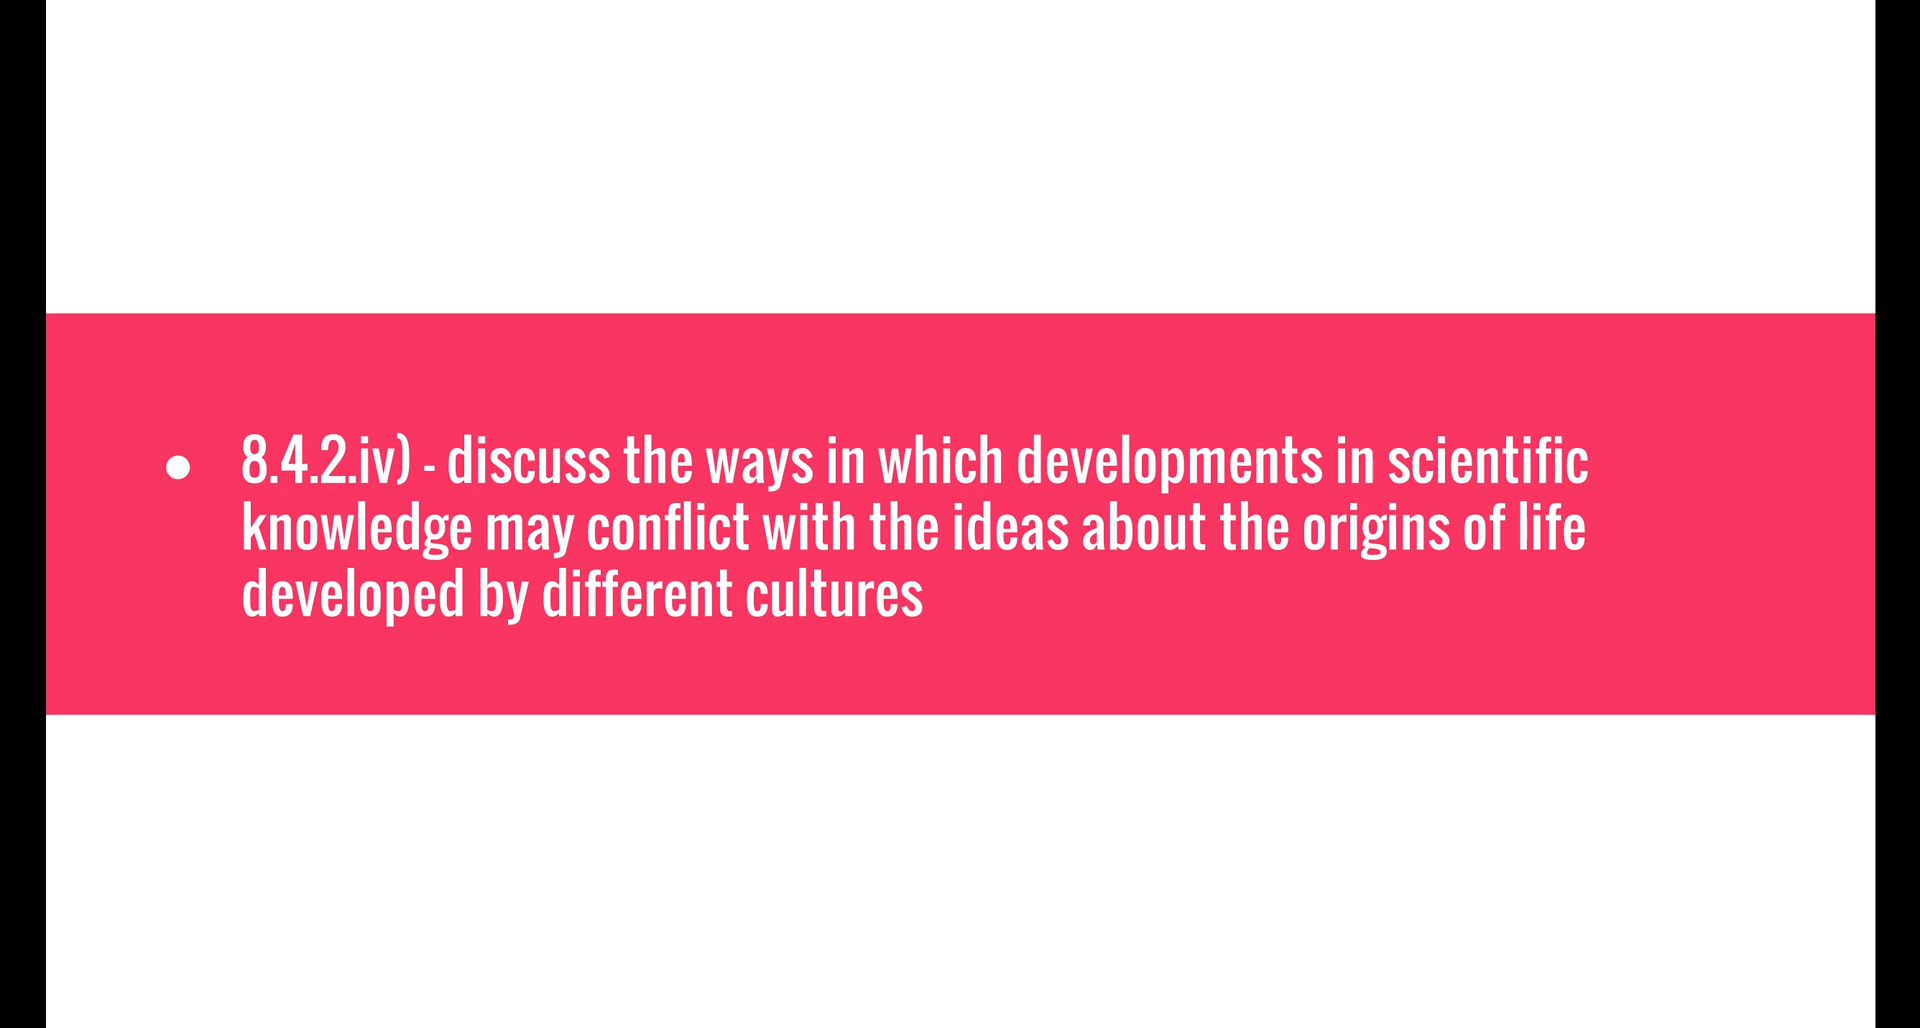 ● 8.4.2.iv) - discuss the ways in which developments in scientific
knowledge may conflict with the ideas about the origins of life
developed by different cultures